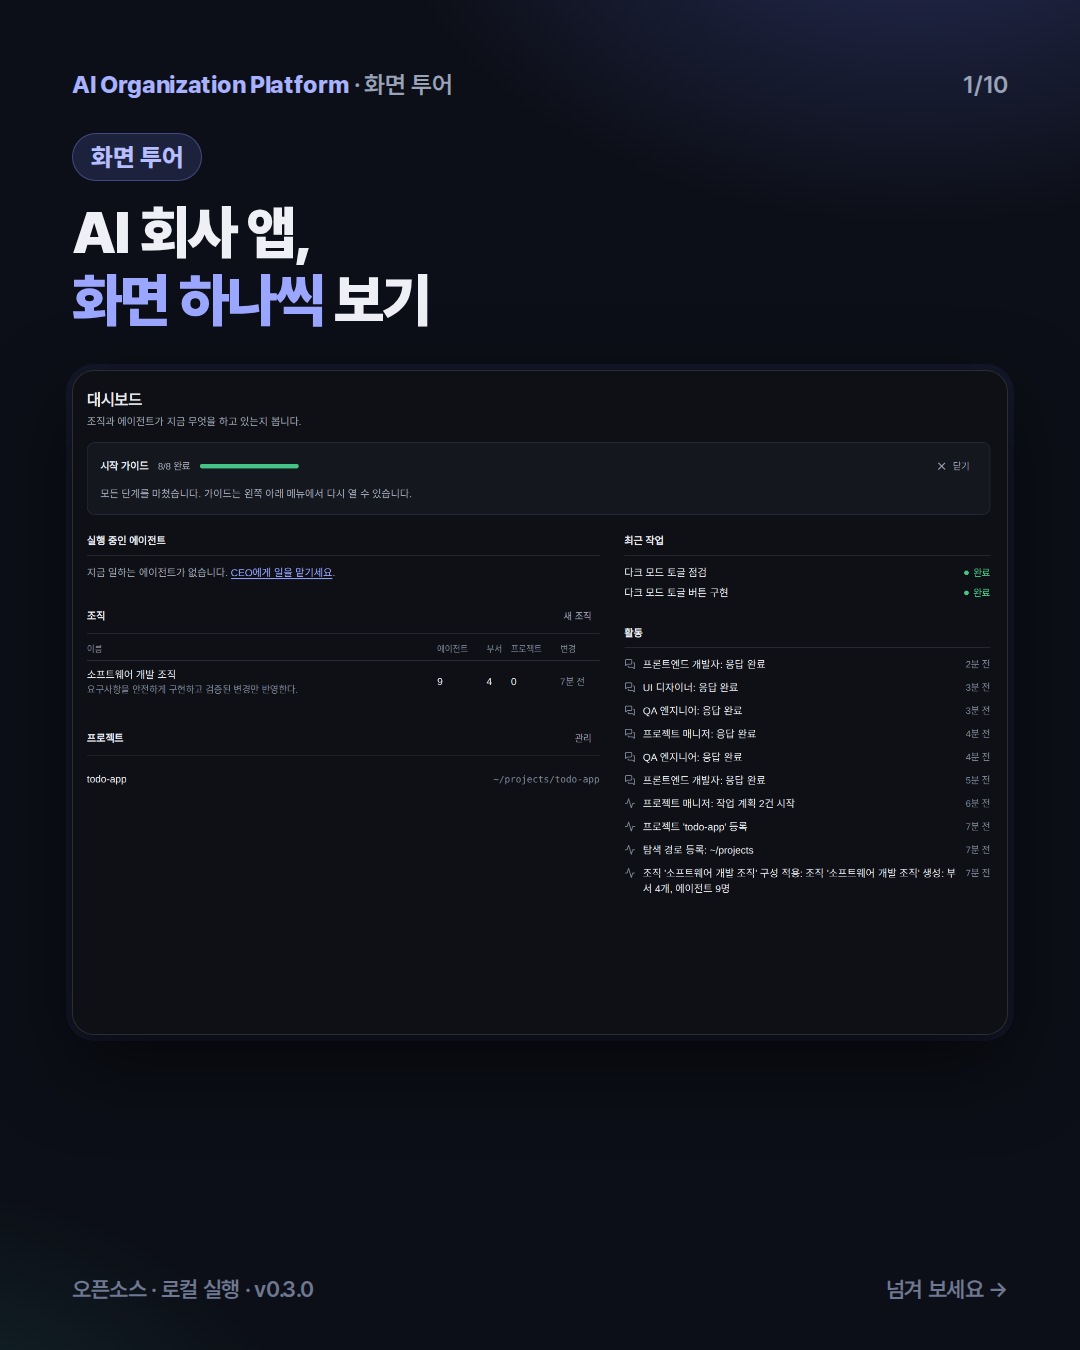 AI Organization Platform · 화면 투어
1/10
화면 투어
AI 회사 앱,
화면 하나씩 보기
대시보드
조직과 에이전트가 지금 무엇을 하고 있는지 봅니다.
시작 가이드 8/8 완료
닫기
모든 단계를 마쳤습니다. 가이드는 왼쪽 아래 메뉴에서 다시 열 수 있습니다.
실행 중인 에이전트
지금 일하는 에이전트가 없습니다. CEO에게 일을 맡기세요.
조직
새 조직
이름 에이전트 부서 프로젝트 변경
소프트웨어 개발 조직
요구사항을 안전하게 구현하고 검증된 변경만 반영한다.
9 4 0 7분 전
프로젝트
관리
todo-app
~/projects/todo-app
최근 작업
다크 모드 토글 점검 완료
다크 모드 토글 버튼 구현 완료
활동
프론트엔드 개발자: 응답 완료 2분 전
UI 디자이너: 응답 완료 3분 전
QA 엔지니어: 응답 완료 3분 전
프로젝트 매니저: 응답 완료 4분 전
QA 엔지니어: 응답 완료 4분 전
프론트엔드 개발자: 응답 완료 5분 전
프로젝트 매니저: 작업 계획 2건 시작 6분 전
프로젝트 'todo-app' 등록 7분 전
탐색 경로 등록: ~/projects 7분 전
조직 '소프트웨어 개발 조직' 구성 적용: 조직 '소프트웨어 개발 조직' 생성: 부 7분 전
서 4개, 에이전트 9명
오픈소스 · 로컬 실행 · v0.3.0
넘겨 보세요 →